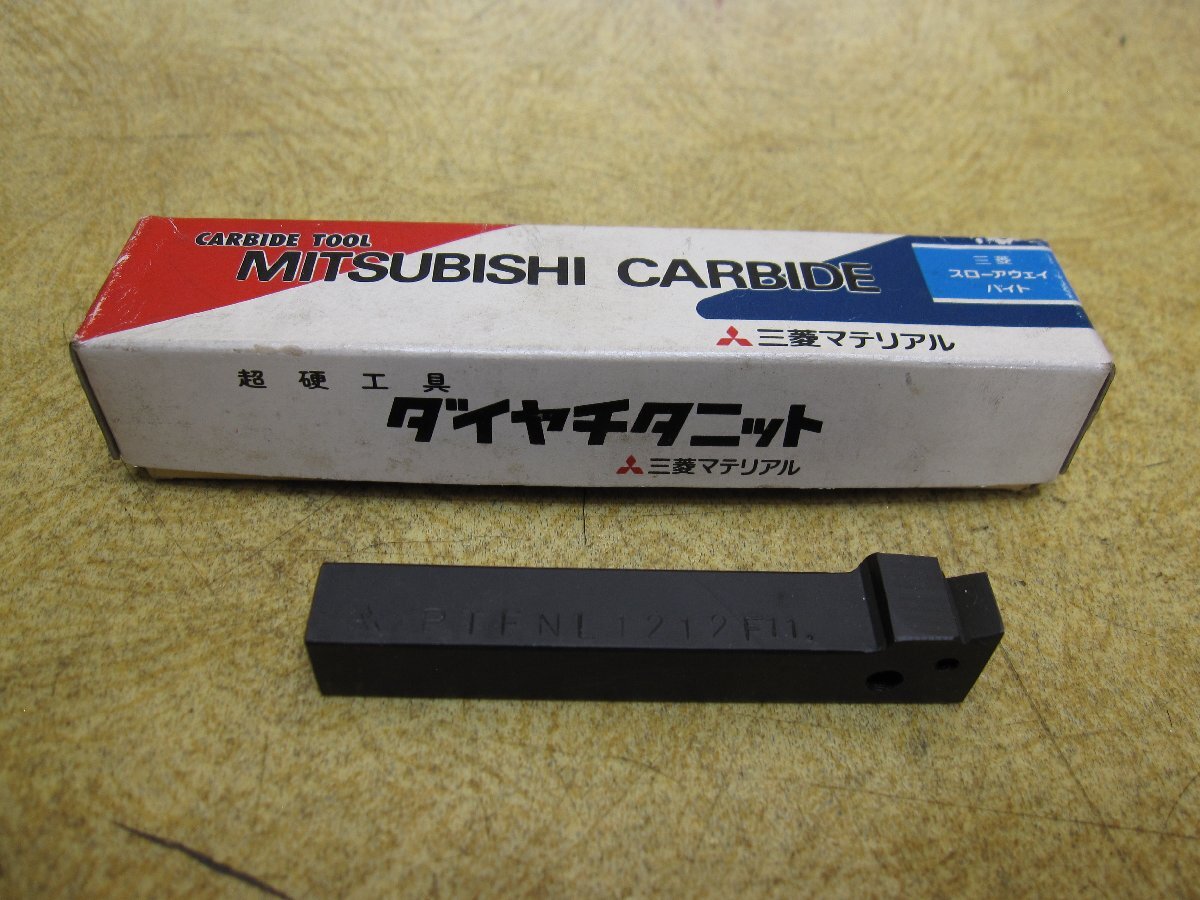 CARBIDE TOOL
MITSUBISHI CARBIDE
三菱
スローアウェイ
バイト
三菱マテリアル
超硬工具
ダイヤチタニット
三菱マテリアル
PTFNL1212F11